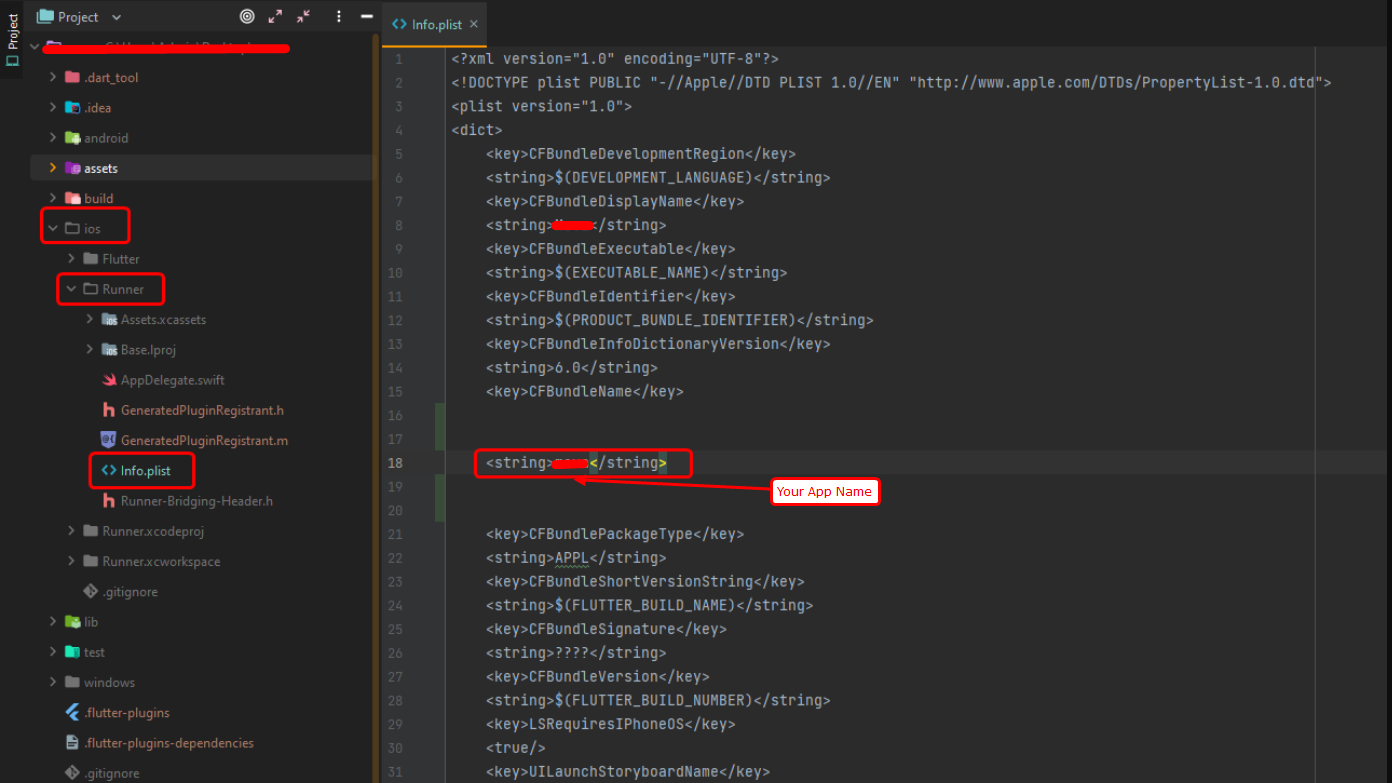 Project
Project
.dart_tool
.idea
android
assets
build
ios
Flutter
Runner
Assets.xcassets
Base.lproj
AppDelegate.swift
GeneratedPluginRegistrant.h
GeneratedPluginRegistrant.m
Info.plist
Runner-Bridging-Header.h
Runner.xcodeproj
Runner.xcworkspace
.gitignore
lib
test
windows
.flutter-plugins
.flutter-plugins-dependencies
.gitignore
Info.plist
1 <?xml version="1.0" encoding="UTF-8"?>
2 <!DOCTYPE plist PUBLIC "-//Apple//DTD PLIST 1.0//EN" "http://www.apple.com/DTDs/PropertyList-1.0.dtd">
3 <plist version="1.0">
4 <dict>
5 <key>CFBundleDevelopmentRegion</key>
6 <string>$(DEVELOPMENT_LANGUAGE)</string>
7 <key>CFBundleDisplayName</key>
8 <string></string>
9 <key>CFBundleExecutable</key>
10 <string>$(EXECUTABLE_NAME)</string>
11 <key>CFBundleIdentifier</key>
12 <string>$(PRODUCT_BUNDLE_IDENTIFIER)</string>
13 <key>CFBundleInfoDictionaryVersion</key>
14 <string>6.0</string>
15 <key>CFBundleName</key>
16
17
18 <string></string>
19
Your App Name
20
21 <key>CFBundlePackageType</key>
22 <string>APPL</string>
23 <key>CFBundleShortVersionString</key>
24 <string>$(FLUTTER_BUILD_NAME)</string>
25 <key>CFBundleSignature</key>
26 <string>????</string>
27 <key>CFBundleVersion</key>
28 <string>$(FLUTTER_BUILD_NUMBER)</string>
29 <key>LSRequiresIPhoneOS</key>
30 <true/>
31 <key>UILaunchStoryboardName</key>